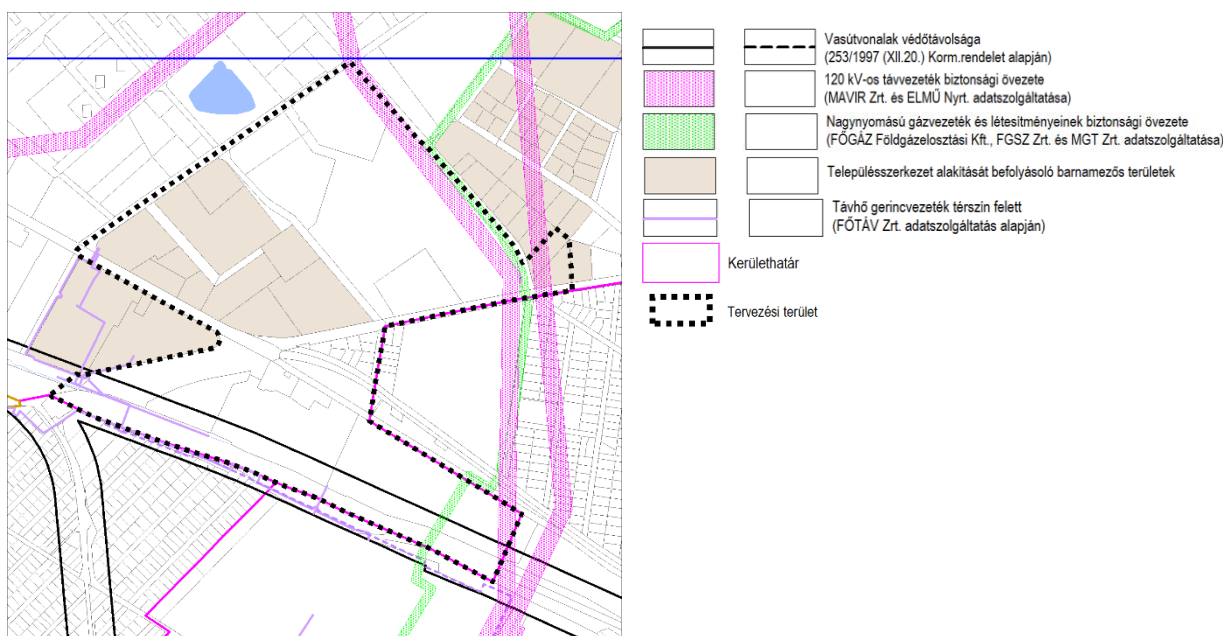 Vasútvonalak védőtávolsága
(253/1997 (XII.20.) Korm.rendelet alapján)
120 kV-os távvezeték biztonsági övezete
(MAVIR Zrt. és ELMŰ Nyrt. adatszolgáltatása)
Nagynyomású gázvezeték és létesítményeinek biztonsági övezete
(FŐGÁZ Földgázelosztási Kft., FGSZ Zrt. és MGT Zrt. adatszolgáltatása)
Településszerkezet alakítását befolyásoló barnamezős területek
Távhő gerincvezeték térszín felett
(FŐTÁV Zrt. adatszolgáltatás alapján)
Kerülethatár
Tervezési terület